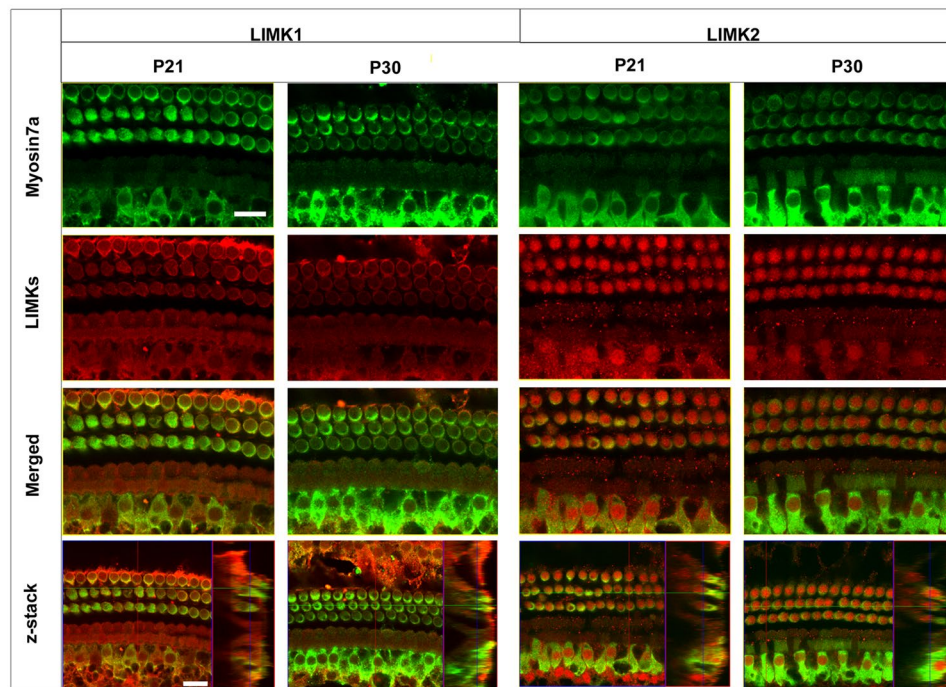 LIMK1 LIMK2
P21 P30 P21 P30
Myosin7a
LIMKs
Merged
z-stack